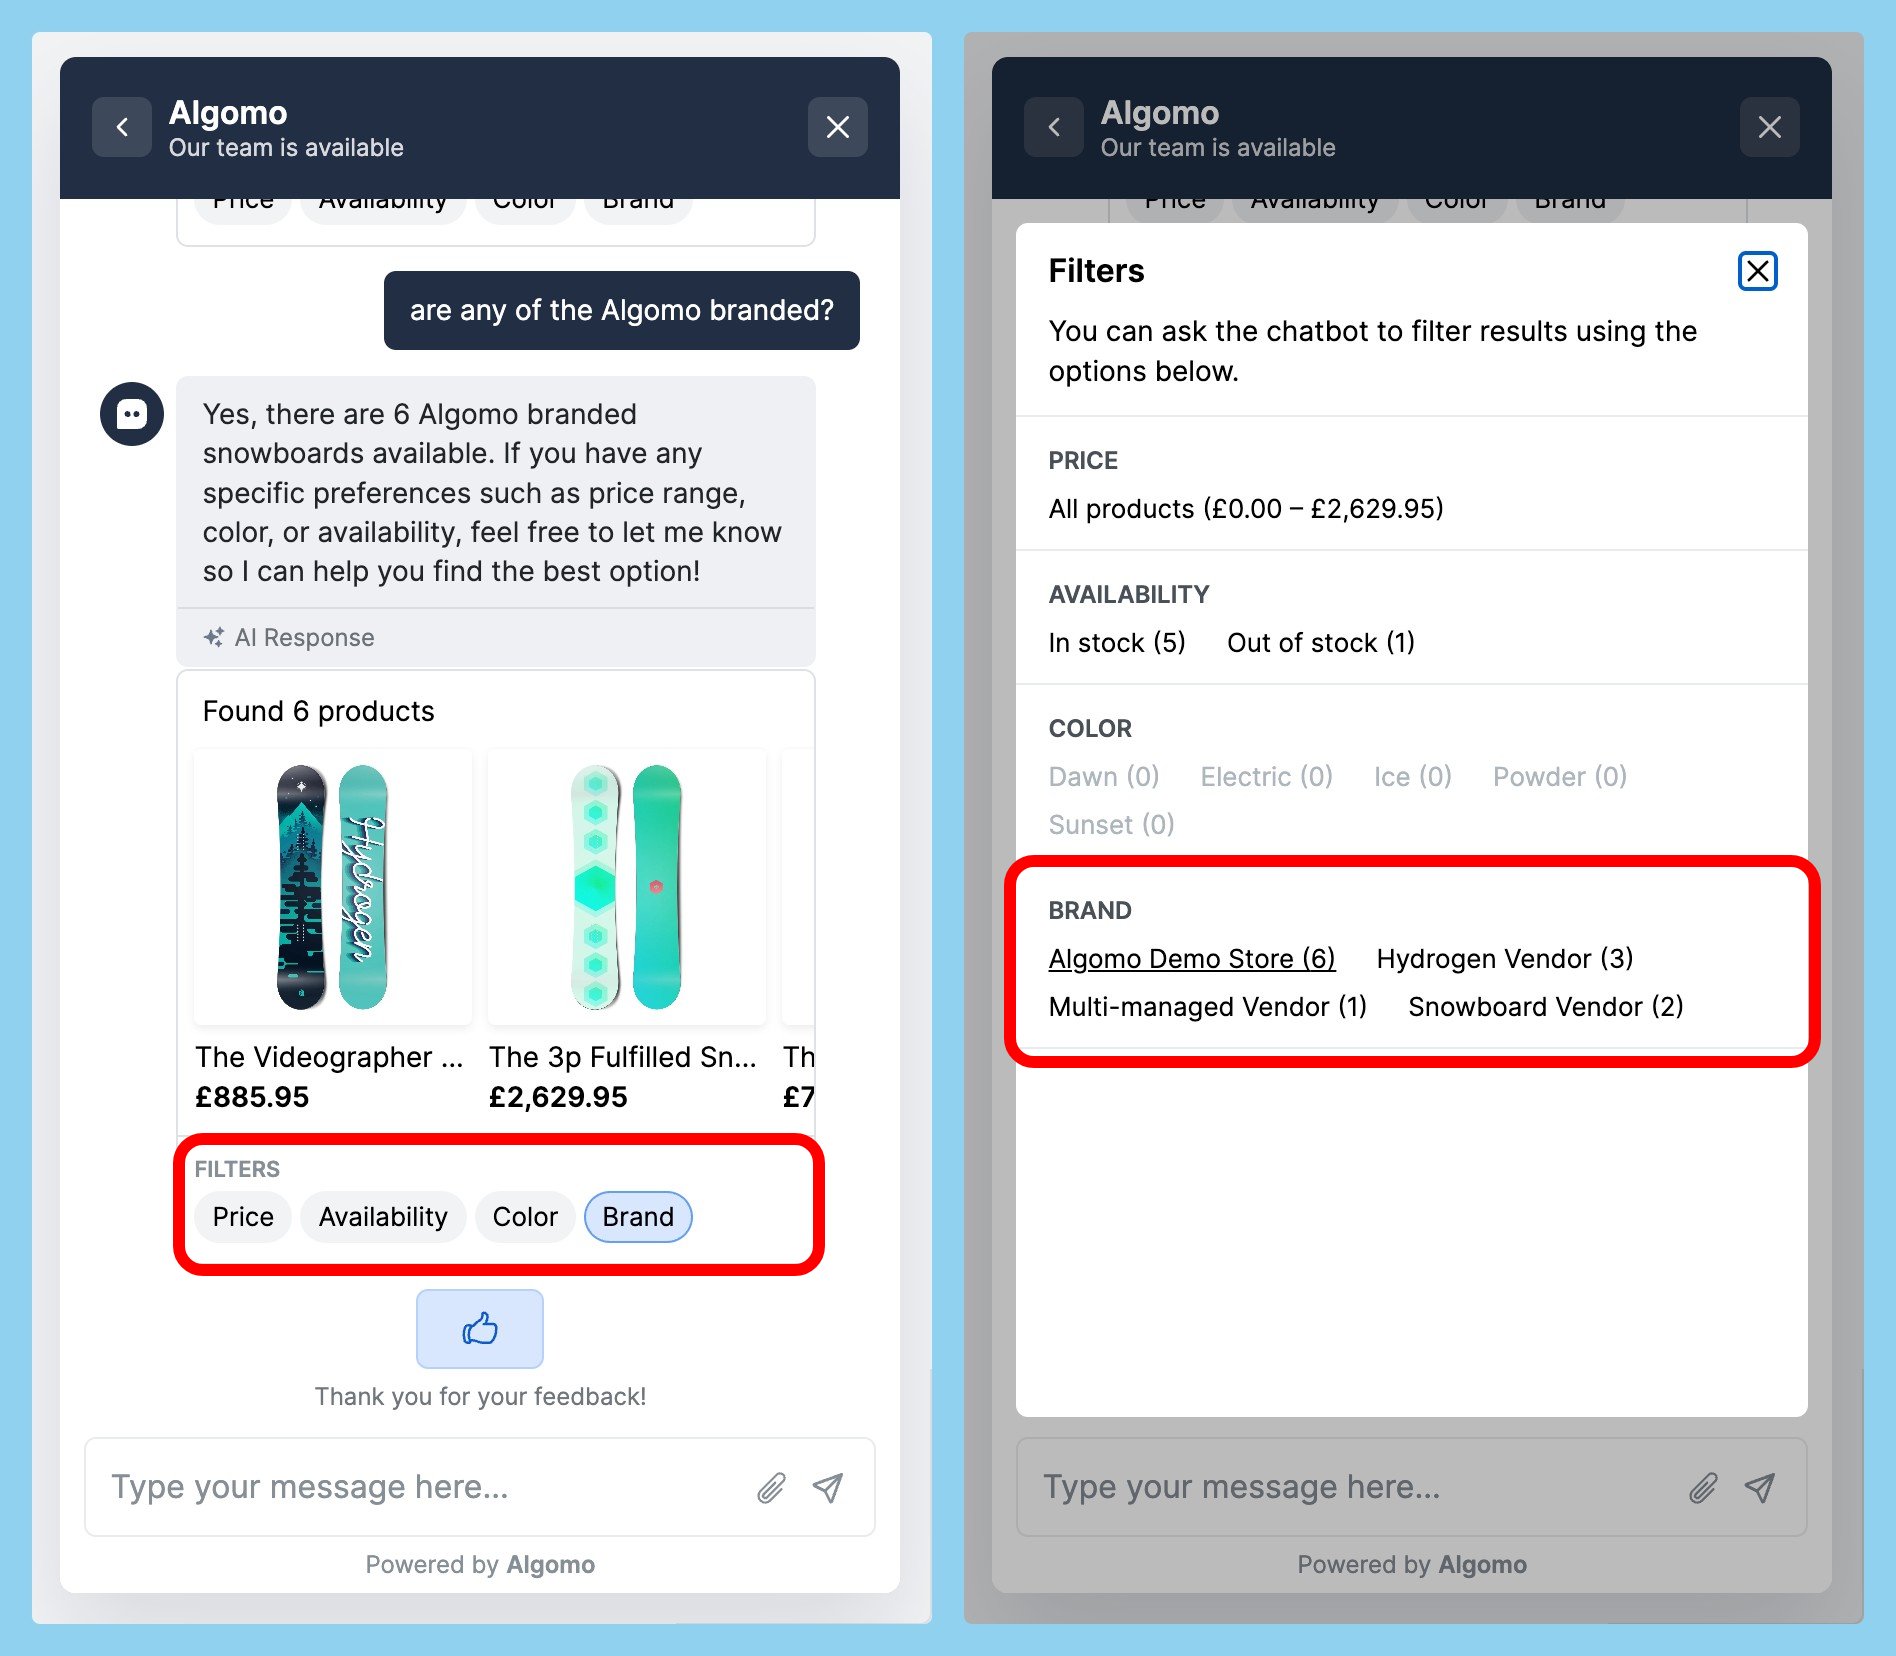 Algomo
Our team is available
Price Availability Color Brand
are any of the Algomo branded?
Yes, there are 6 Algomo branded
snowboards available. If you have any
specific preferences such as price range,
color, or availability, feel free to let me know
so I can help you find the best option!
AI Response
Found 6 products
Hydrogen
The Videographer ... The 3p Fulfilled Sn... Th
£885.95 £2,629.95 £7
FILTERS
Price Availability Color Brand
Thank you for your feedback!
Type your message here...
Powered by Algomo
Algomo
Our team is available
Price Availability Color Brand
Filters
You can ask the chatbot to filter results using the
options below.
PRICE
All products (£0.00 – £2,629.95)
AVAILABILITY
In stock (5) Out of stock (1)
COLOR
Dawn (0) Electric (0) Ice (0) Powder (0)
Sunset (0)
BRAND
Algomo Demo Store (6) Hydrogen Vendor (3)
Multi-managed Vendor (1) Snowboard Vendor (2)
Type your message here...
Powered by Algomo